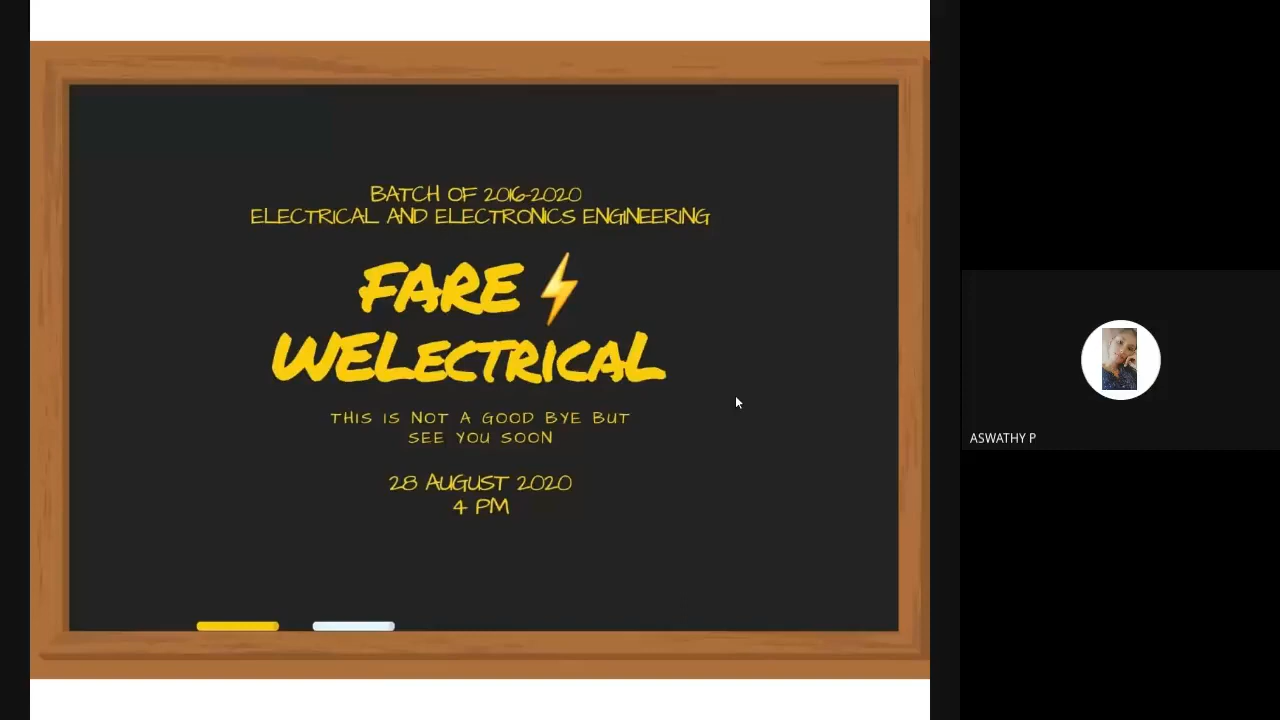 BATCH OF 2016-2020
ELECTRICAL AND ELECTRONICS ENGINEERING
FARE⚡
WELECTRICAL
THIS IS NOT A GOOD BYE BUT
SEE YOU SOON
28 AUGUST 2020
4 PM
ASWATHY P